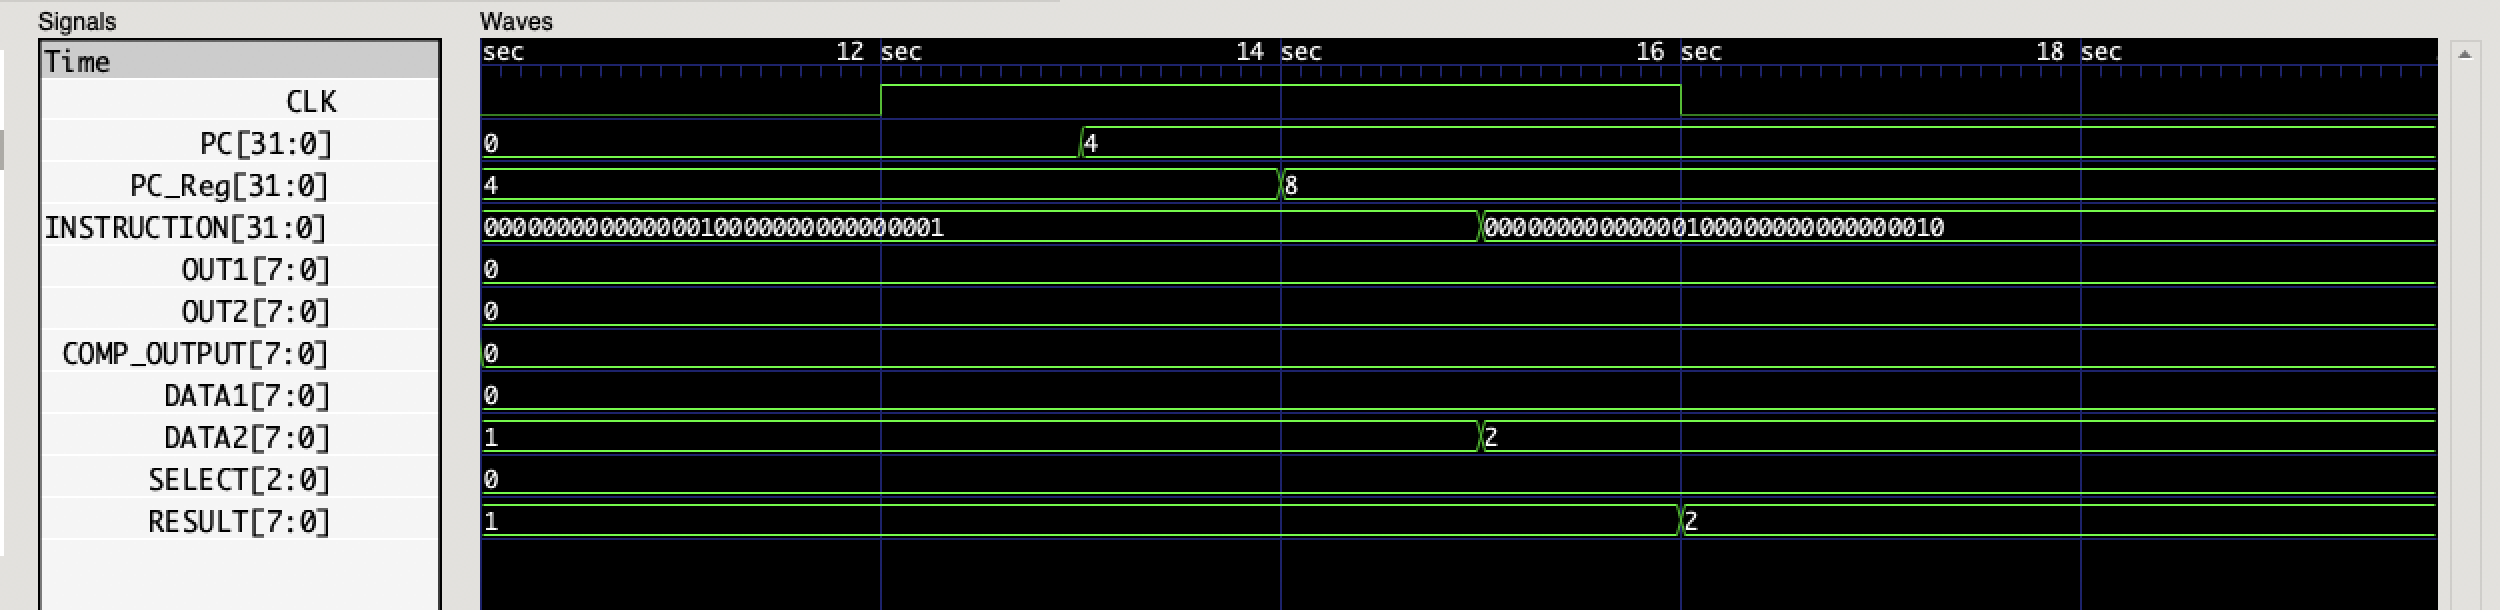 Signals
Waves
Time
sec 12 sec 14 sec 16 sec 18 sec
CLK
PC[31:0] 0 4
PC_Reg[31:0] 4 8
INSTRUCTION[31:0] 00000000000000010000000000000001 00000000000000100000000000000010
OUT1[7:0] 0
OUT2[7:0] 0
COMP_OUTPUT[7:0] 0
DATA1[7:0] 0
DATA2[7:0] 1 2
SELECT[2:0] 0
RESULT[7:0] 1 2